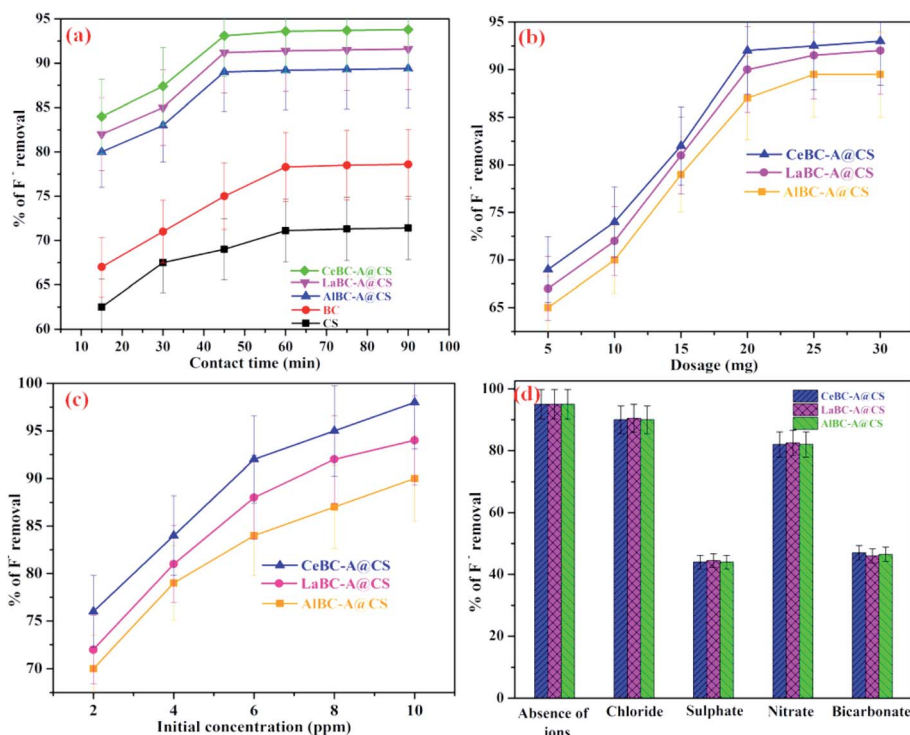 (a)
95
90
85
80
75
70
65
60
% of F⁻ removal
CeBC-A@CS
LaBC-A@CS
AlBC-A@CS
BC
CS
10 20 30 40 50 60 70 80 90 100
Contact time (min)
(b)
95
90
85
80
75
70
65
% of F⁻ removal
CeBC-A@CS
LaBC-A@CS
AlBC-A@CS
5 10 15 20 25 30
Dosage (mg)
(c)
100
95
90
85
80
75
70
% of F⁻ removal
CeBC-A@CS
LaBC-A@CS
AlBC-A@CS
2 4 6 8 10
Initial concentration (ppm)
(d)
100
80
60
40
20
0
% of F⁻ removal
CeBC-A@CS
LaBC-A@CS
AlBC-A@CS
Absence of Chloride Sulphate Nitrate Bicarbonate
ions